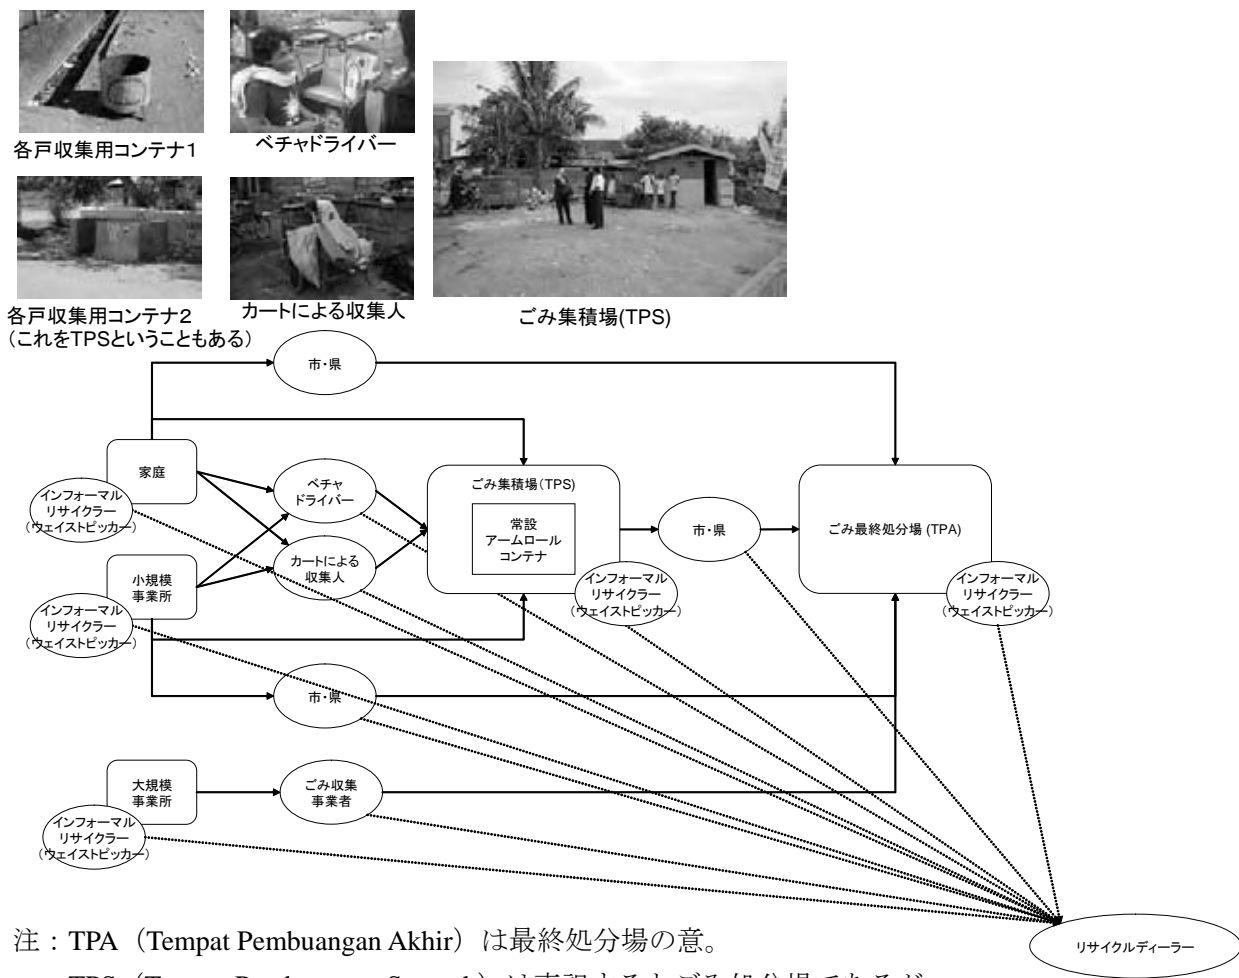 各戸収集用コンテナ1
ベチャドライバー
各戸収集用コンテナ2
(これをTPSということもある)
カートによる収集人
ごみ集積場(TPS)
市・県
家庭
インフォーマル
リサイクラー
(ウェイストピッカー)
ベチャ
ドライバー
ごみ集積場(TPS)
常設
アームロール
コンテナ
市・県
ごみ最終処分場 (TPA)
小規模
事業所
インフォーマル
リサイクラー
(ウェイストピッカー)
カートによる
収集人
インフォーマル
リサイクラー
(ウェイストピッカー)
インフォーマル
リサイクラー
(ウェイストピッカー)
市・県
大規模
事業所
インフォーマル
リサイクラー
(ウェイストピッカー)
ごみ収集
事業者
リサイクルディーラー
注:TPA(Tempat Pembuangan Akhir)は最終処分場の意。